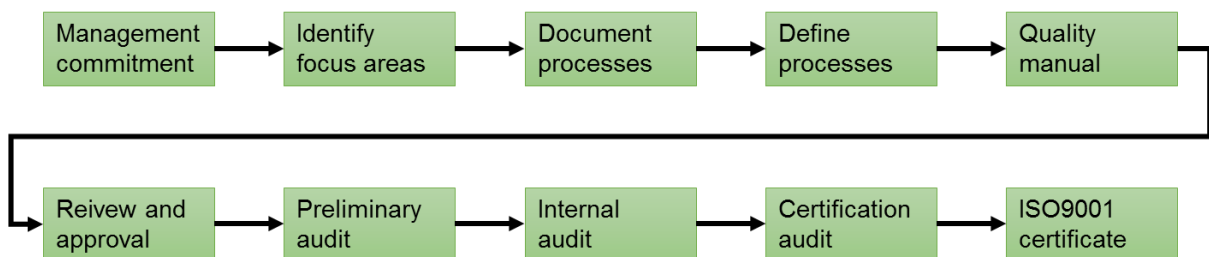 Management
commitment
Identify
focus areas
Document
processes
Define
processes
Quality
manual
Reivew and
approval
Preliminary
audit
Internal
audit
Certification
audit
ISO9001
certificate